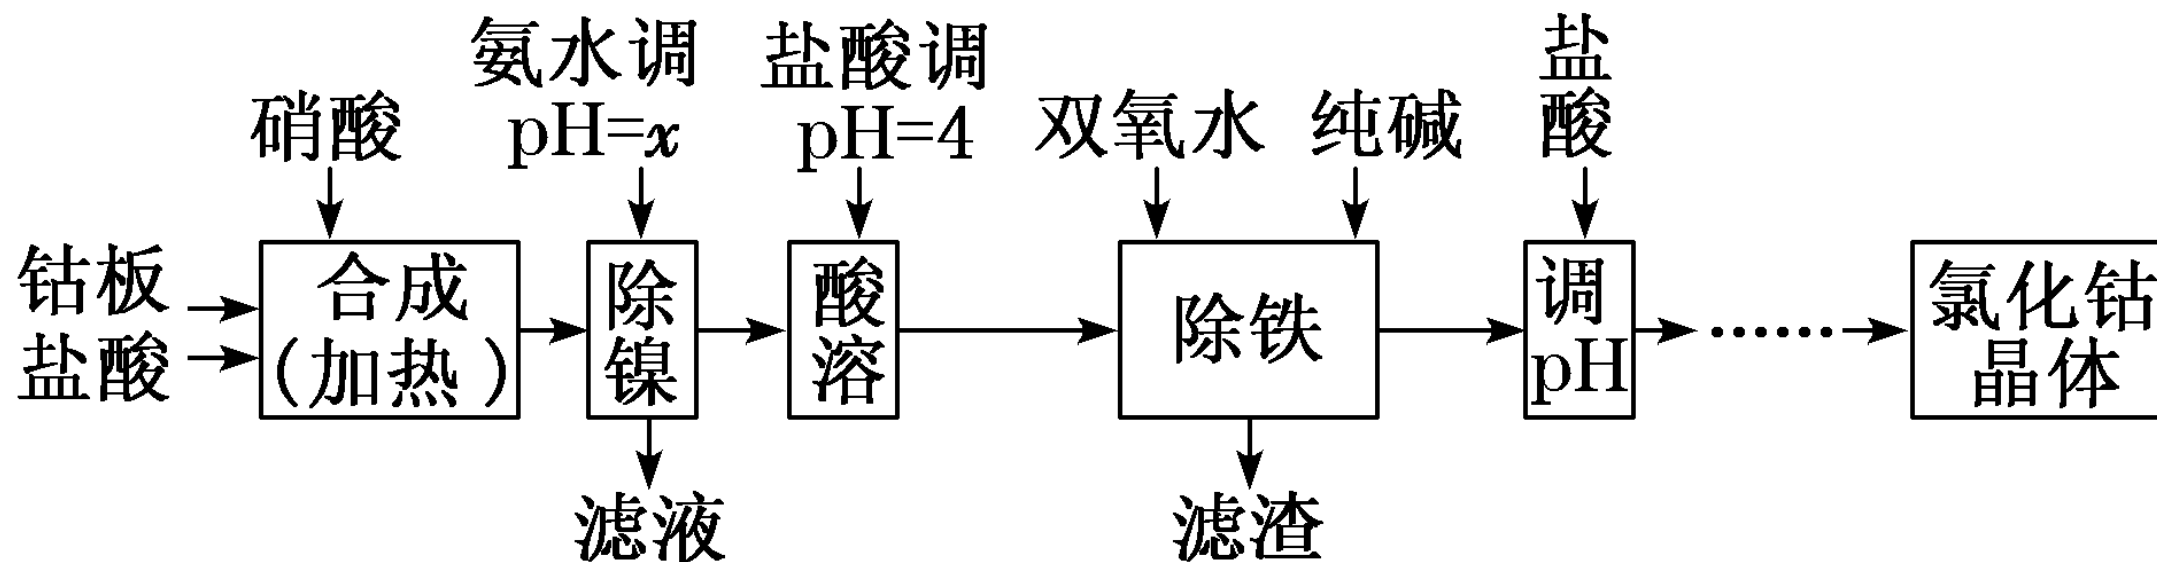 硝酸
氨水调
pH=x
盐酸调
pH=4
双氧水
纯碱
盐
酸
钴板
盐酸
合成
(加热)
除
镍
酸
溶
除铁
调
pH
……
氯化钴
晶体
滤液
滤渣